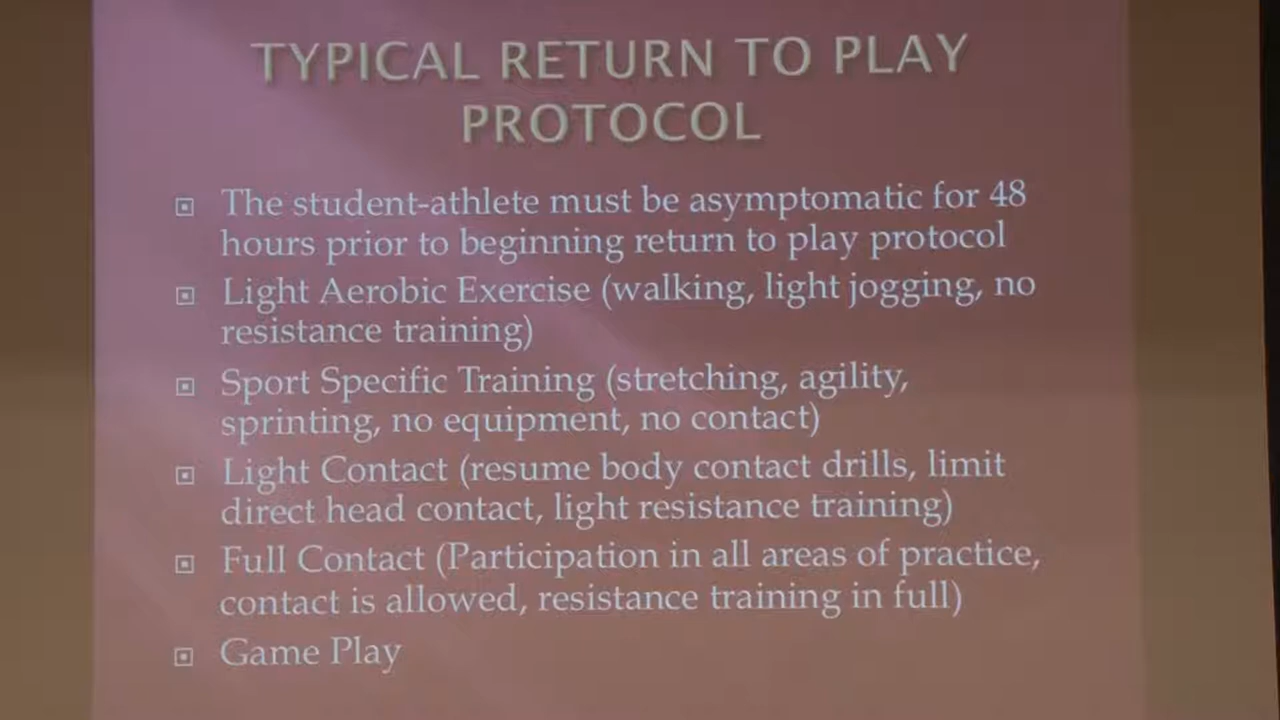 TYPICAL RETURN TO PLAY
PROTOCOL
The student-athlete must be asymptomatic for 48
hours prior to beginning return to play protocol
Light Aerobic Exercise (walking, light jogging, no
resistance training)
Sport Specific Training (stretching, agility,
sprinting, no equipment, no contact)
Light Contact (resume body contact drills, limit
direct head contact, light resistance training)
Full Contact (Participation in all areas of practice,
contact is allowed, resistance training in full)
Game Play